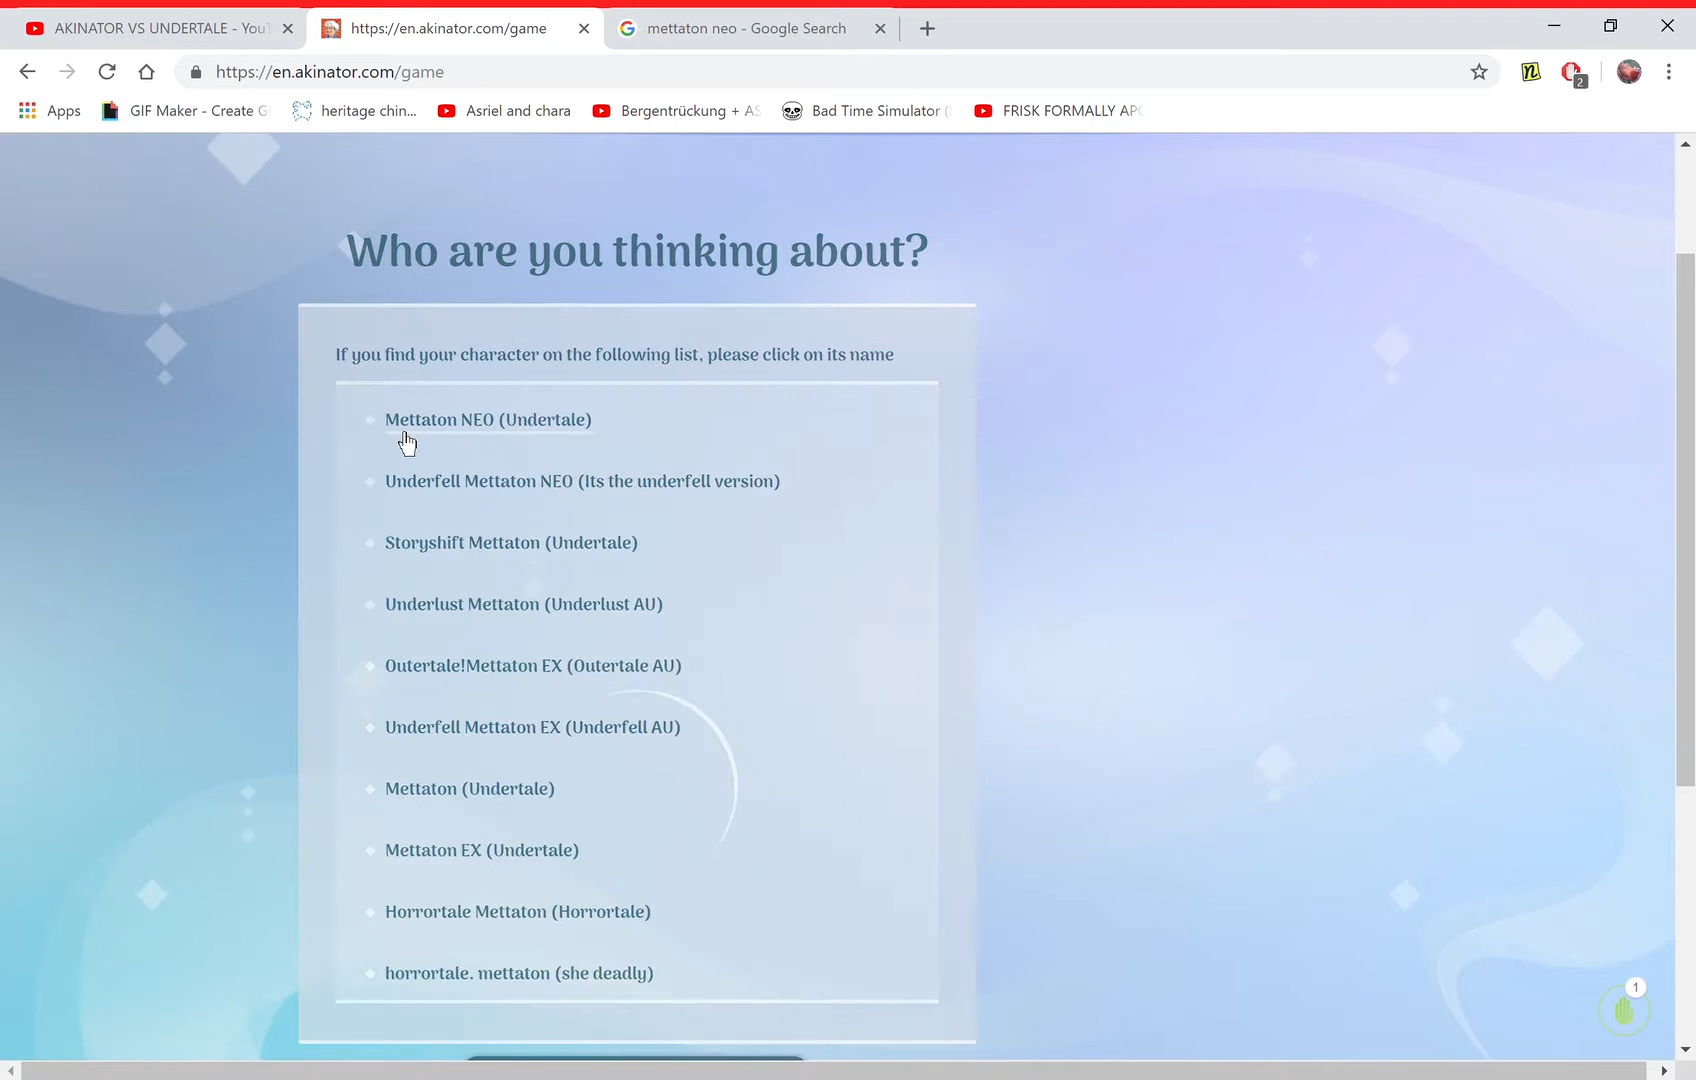 AKINATOR VS UNDERTALE - You
https://en.akinator.com/game
mettaton neo - Google Search
https://en.akinator.com/game
2
Apps
GIF Maker - Create G
heritage chin...
Asriel and chara
Bergentrückung + AS
Bad Time Simulator (
FRISK FORMALLY APO
Who are you thinking about?
If you find your character on the following list, please click on its name
Mettaton NEO (Undertale)
Underfell Mettaton NEO (Its the underfell version)
Storyshift Mettaton (Undertale)
Underlust Mettaton (Underlust AU)
Outertale!Mettaton EX (Outertale AU)
Underfell Mettaton EX (Underfell AU)
Mettaton (Undertale)
Mettaton EX (Undertale)
Horrortale Mettaton (Horrortale)
horrortale. mettaton (she deadly)
1